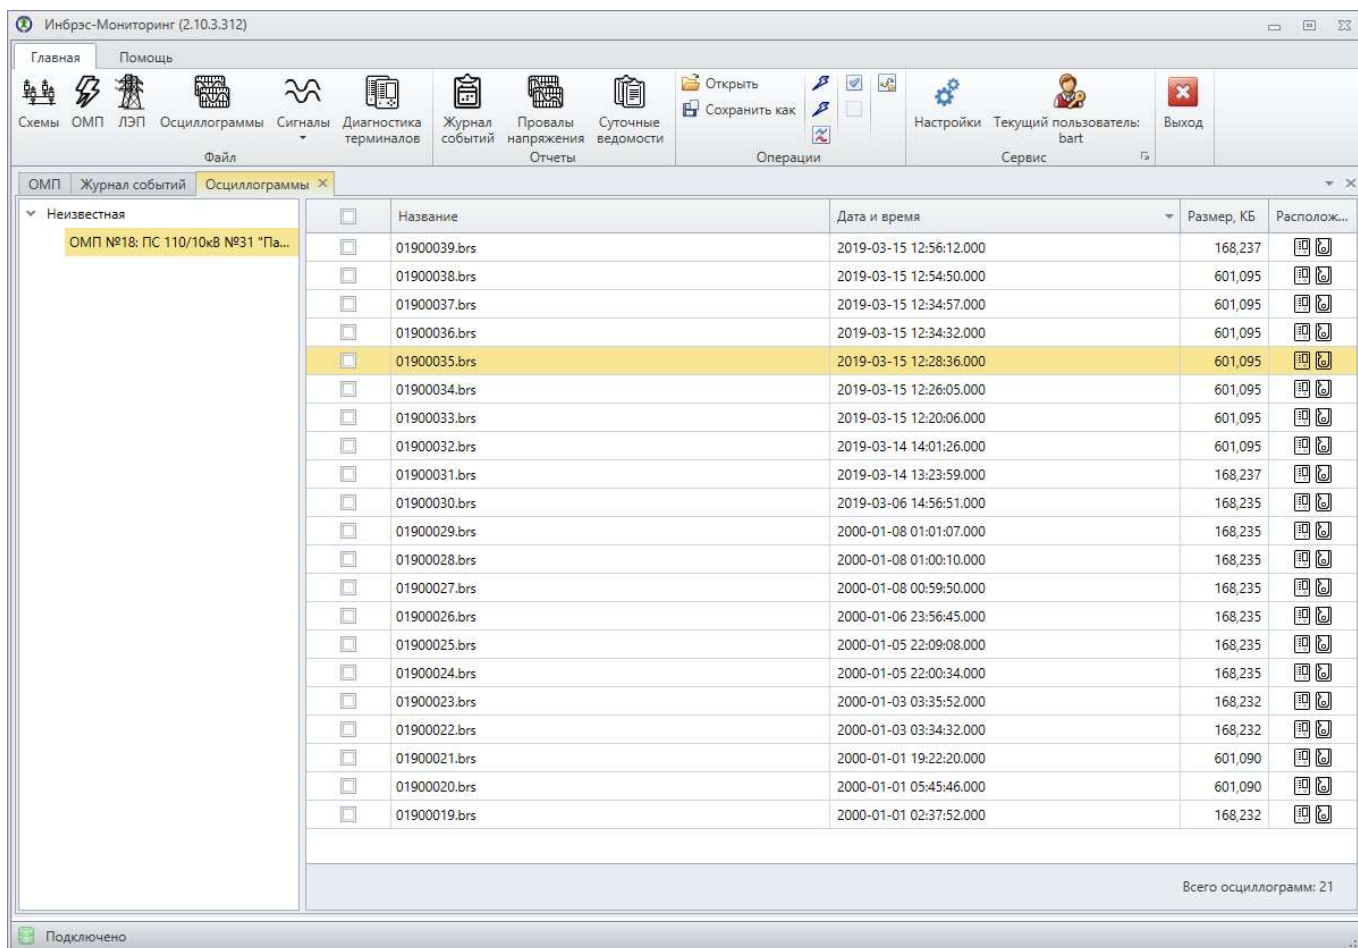 Инбрэс-Мониторинг (2.10.3.312)
Главная Помощь
Схемы ОМП ЛЭП Осциллограммы Сигналы Диагностика терминалов Журнал событий Провалы напряжения Суточные ведомости Открыть Сохранить как Настройки Текущий пользователь: bart Выход
Файл Отчеты Операции Сервис
ОМП Журнал событий Осциллограммы
Неизвестная
ОМП №18: ПС 110/10кВ №31 "Па...
Название Дата и время Размер, КБ Располож...
01900039.brs 2019-03-15 12:56:12.000 168,237
01900038.brs 2019-03-15 12:54:50.000 601,095
01900037.brs 2019-03-15 12:34:57.000 601,095
01900036.brs 2019-03-15 12:34:32.000 601,095
01900035.brs 2019-03-15 12:28:36.000 601,095
01900034.brs 2019-03-15 12:26:05.000 601,095
01900033.brs 2019-03-15 12:20:06.000 601,095
01900032.brs 2019-03-14 14:01:26.000 601,095
01900031.brs 2019-03-14 13:23:59.000 168,237
01900030.brs 2019-03-06 14:56:51.000 168,235
01900029.brs 2000-01-08 01:01:07.000 168,235
01900028.brs 2000-01-08 01:00:10.000 168,235
01900027.brs 2000-01-08 00:59:50.000 168,235
01900026.brs 2000-01-06 23:56:45.000 168,235
01900025.brs 2000-01-05 22:09:08.000 168,235
01900024.brs 2000-01-05 22:00:34.000 168,235
01900023.brs 2000-01-03 03:35:52.000 168,232
01900022.brs 2000-01-03 03:34:32.000 168,232
01900021.brs 2000-01-01 19:22:20.000 601,090
01900020.brs 2000-01-01 05:45:46.000 601,090
01900019.brs 2000-01-01 02:37:52.000 168,232
Всего осциллограмм: 21
Подключено